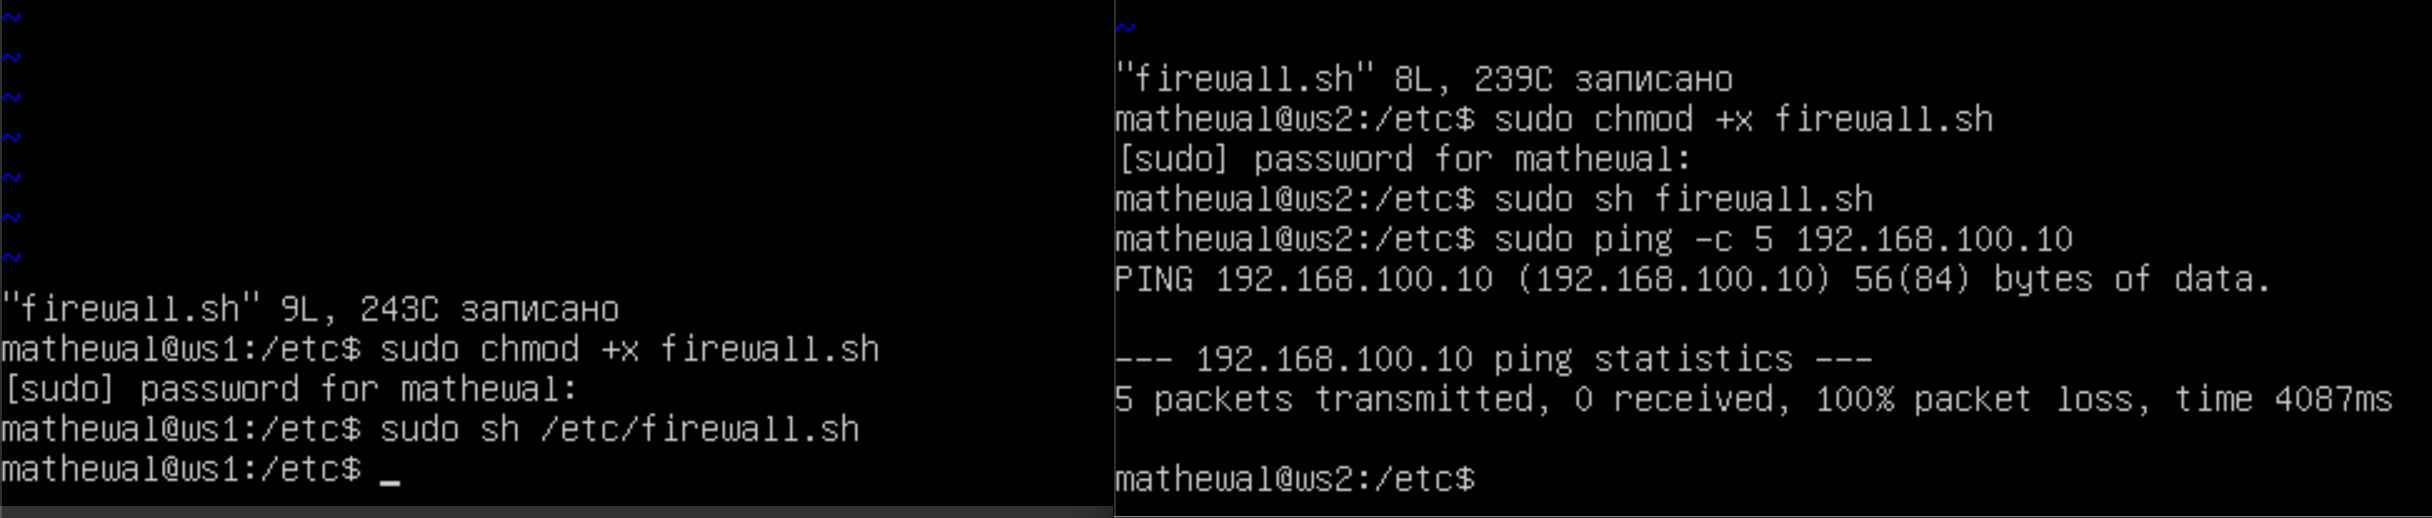 ~
~
~
~
~
~
~
"firewall.sh" 9L, 243C записано
mathewal@ws1:/etc$ sudo chmod +x firewall.sh
[sudo] password for mathewal:
mathewal@ws1:/etc$ sudo sh /etc/firewall.sh
mathewal@ws1:/etc$ _
~
"firewall.sh" 8L, 239C записано
mathewal@ws2:/etc$ sudo chmod +x firewall.sh
[sudo] password for mathewal:
mathewal@ws2:/etc$ sudo sh firewall.sh
mathewal@ws2:/etc$ sudo ping -c 5 192.168.100.10
PING 192.168.100.10 (192.168.100.10) 56(84) bytes of data.
--- 192.168.100.10 ping statistics ---
5 packets transmitted, 0 received, 100% packet loss, time 4087ms
mathewal@ws2:/etc$